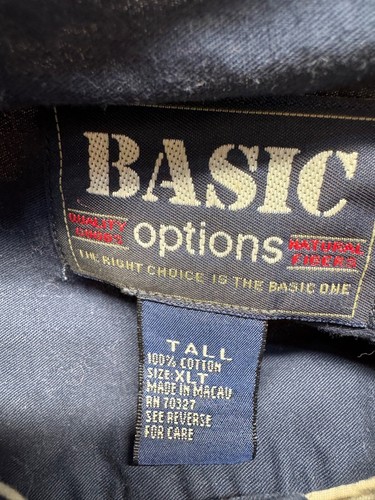 BASIC
QUALITY
GOODS
options
NATURAL
FIBERS
THE RIGHT CHOICE IS THE BASIC ONE
TALL
100% COTTON
SIZE: XLT
MADE IN MACAU
RN 70327
SEE REVERSE
FOR CARE